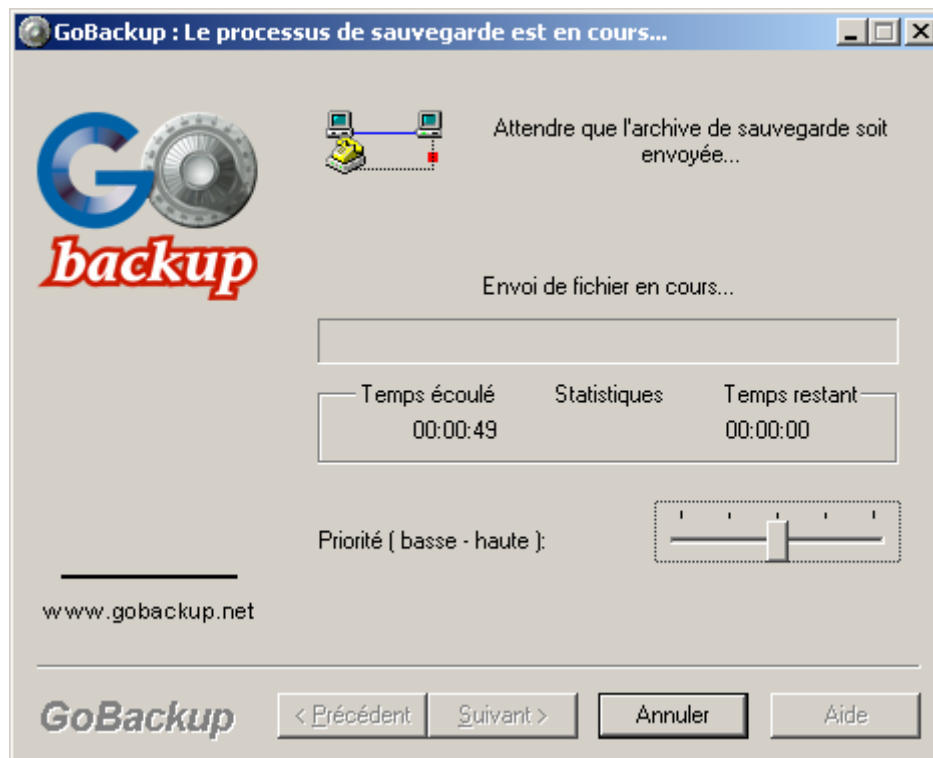 GoBackup : Le processus de sauvegarde est en cours...
GO
backup
Attendre que l'archive de sauvegarde soit
envoyée...
Envoi de fichier en cours...
Temps écoulé Statistiques Temps restant
00:00:49 00:00:00
Priorité ( basse - haute ):
www.gobackup.net
GoBackup < Précédent Suivant > Annuler Aide